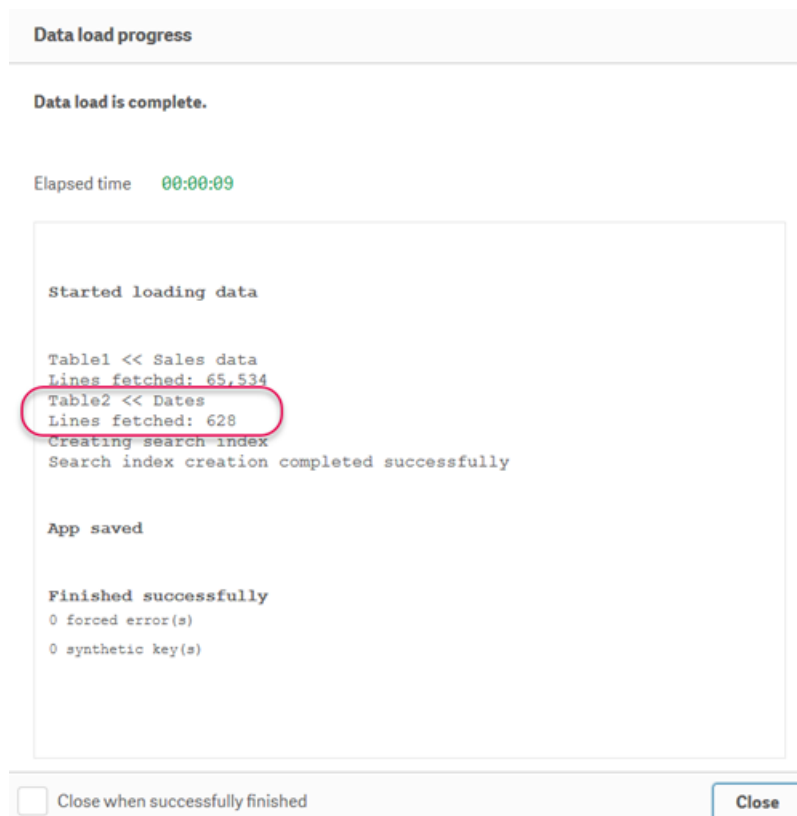 Data load progress
Data load is complete.
Elapsed time 00:00:09
Started loading data
Table1 << Sales data
Lines fetched: 65,534
Table2 << Dates
Lines fetched: 628
Creating search index
Search index creation completed successfully
App saved
Finished successfully
0 forced error(s)
0 synthetic key(s)
Close when successfully finished
Close